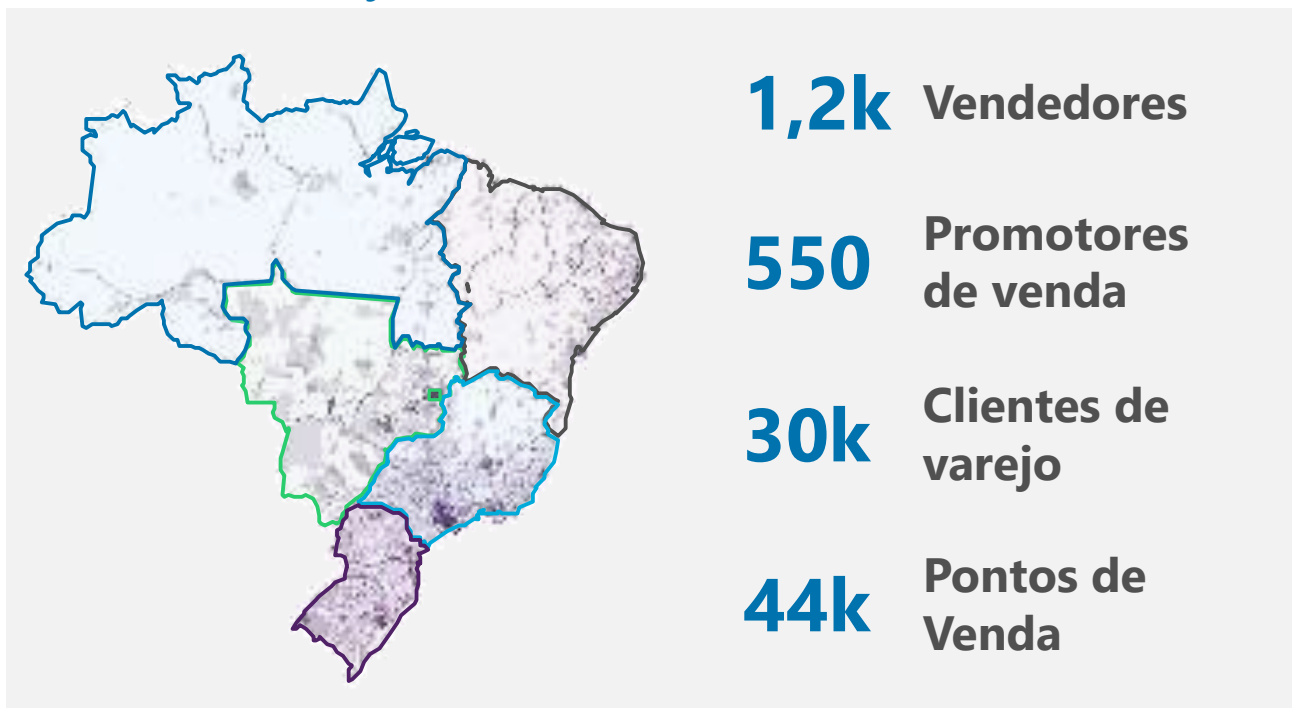 1,2k Vendedores
550 Promotores
de venda
30k Clientes de
varejo
44k Pontos de
Venda